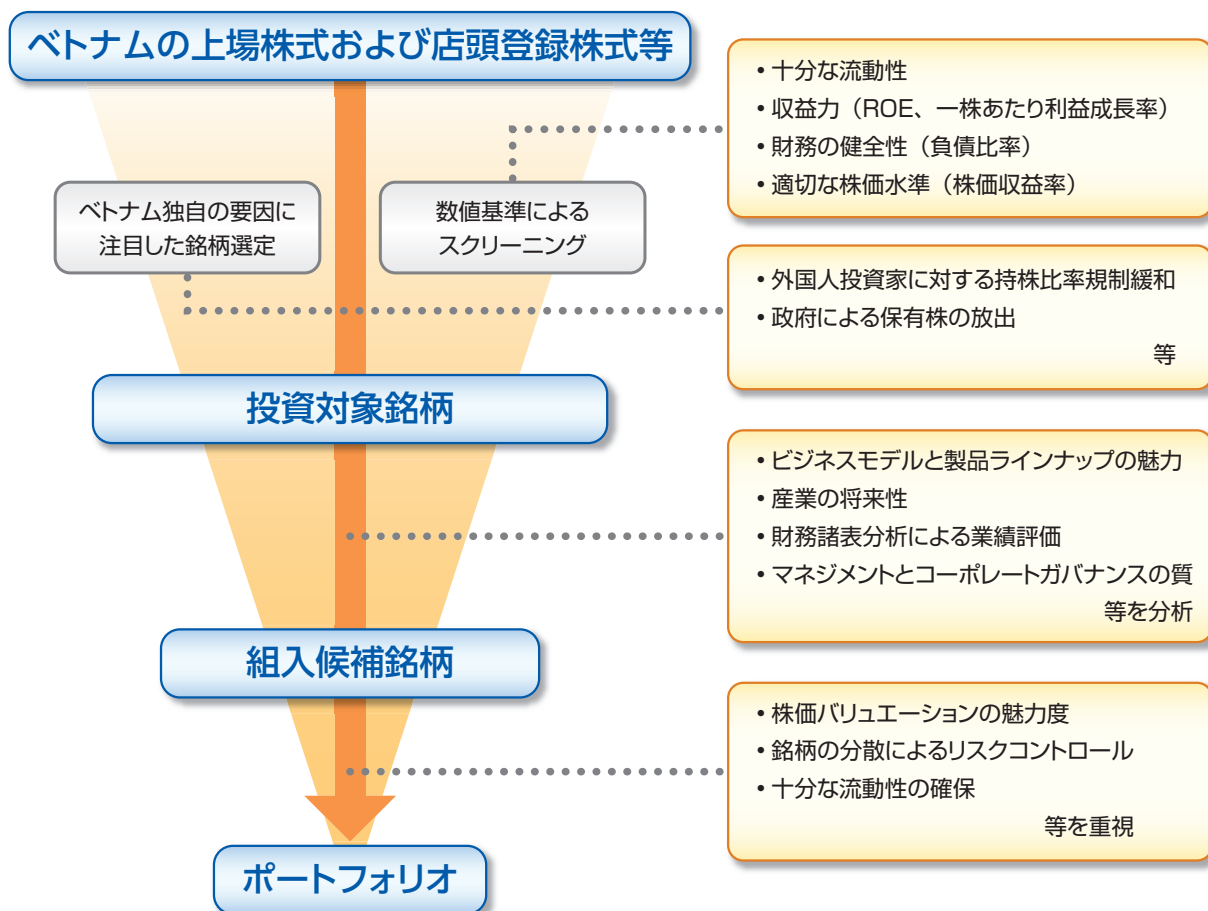 ベトナムの上場株式および店頭登録株式等
・十分な流動性
・収益力（ROE、一株あたり利益成長率）
・財務の健全性（負債比率）
・適切な株価水準（株価収益率）
ベトナム独自の要因に
注目した銘柄選定
数値基準による
スクリーニング
・外国人投資家に対する持株比率規制緩和
・政府による保有株の放出
等
投資対象銘柄
・ビジネスモデルと製品ラインナップの魅力
・産業の将来性
・財務諸表分析による業績評価
・マネジメントとコーポレートガバナンスの質
等を分析
組入候補銘柄
・株価バリュエーションの魅力度
・銘柄の分散によるリスクコントロール
・十分な流動性の確保
等を重視
ポートフォリオ